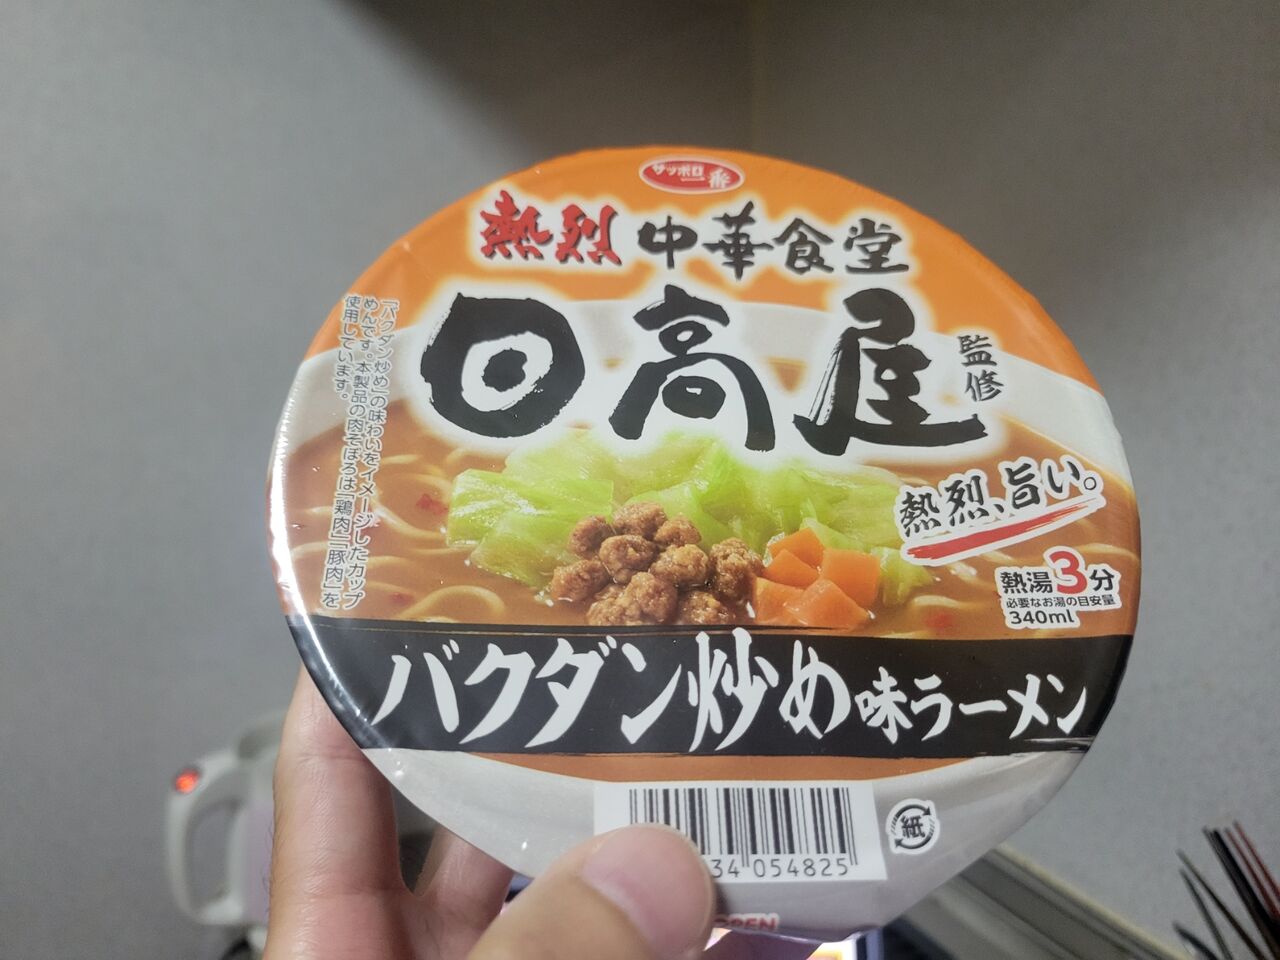 サッポロ一番
熱烈中華食堂
日高屋
監修
「バクダン炒め」の味わいをイメージしたカップ
めんです。本製品の肉そぼろは「鶏肉」「豚肉」を
使用しています。
熱烈、旨い。
熱湯3分
必要なお湯の目安量
340ml
バクダン炒め味ラーメン
紙
34 054825
OPEN